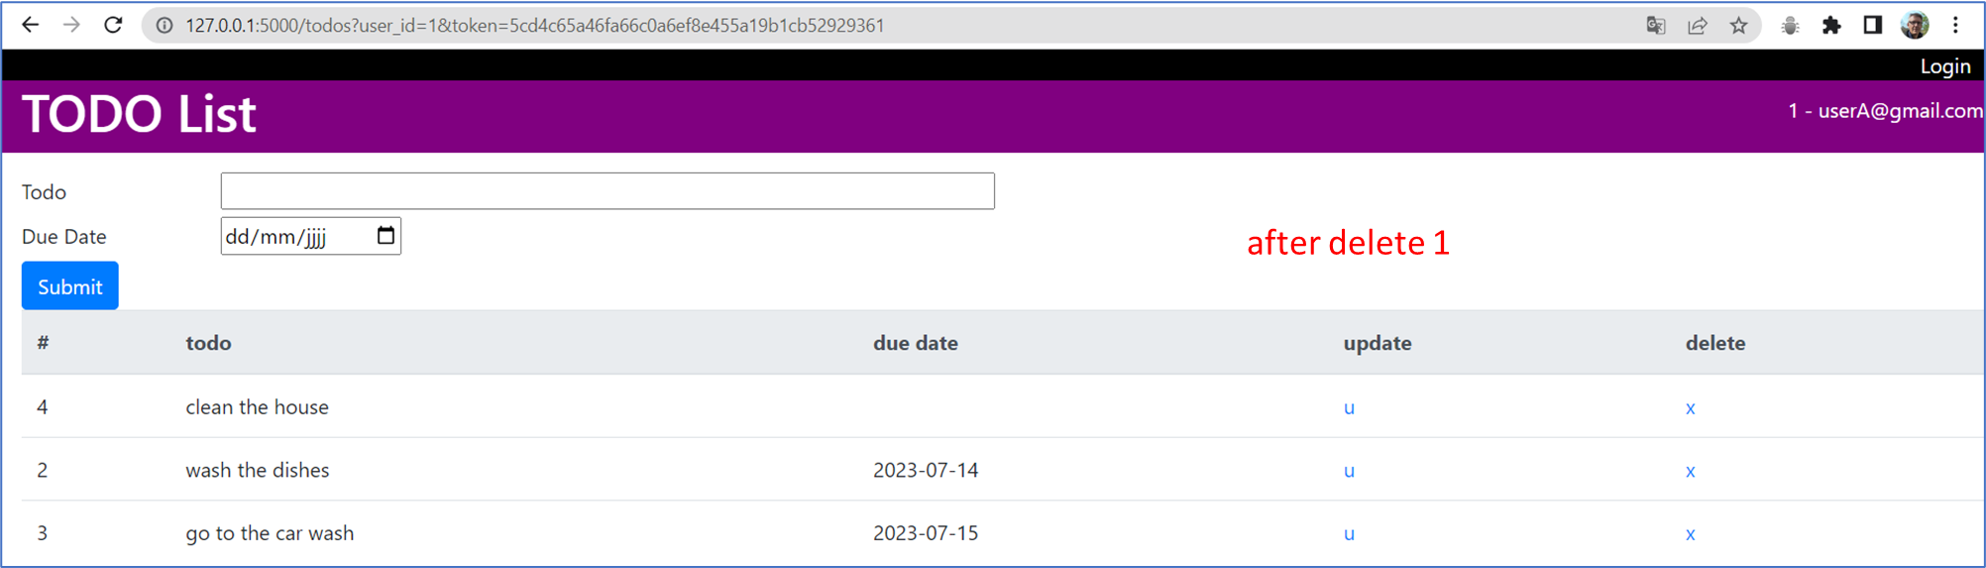 127.0.0.1:5000/todos?user_id=1&token=5cd4c65a46fa66c0a6ef8e455a19b1cb52929361
Login
TODO List
1 - userA@gmail.com
Todo
Due Date
dd/mm/jjjj
after delete 1
Submit
# todo due date update delete
4 clean the house u x
2 wash the dishes 2023-07-14 u x
3 go to the car wash 2023-07-15 u x